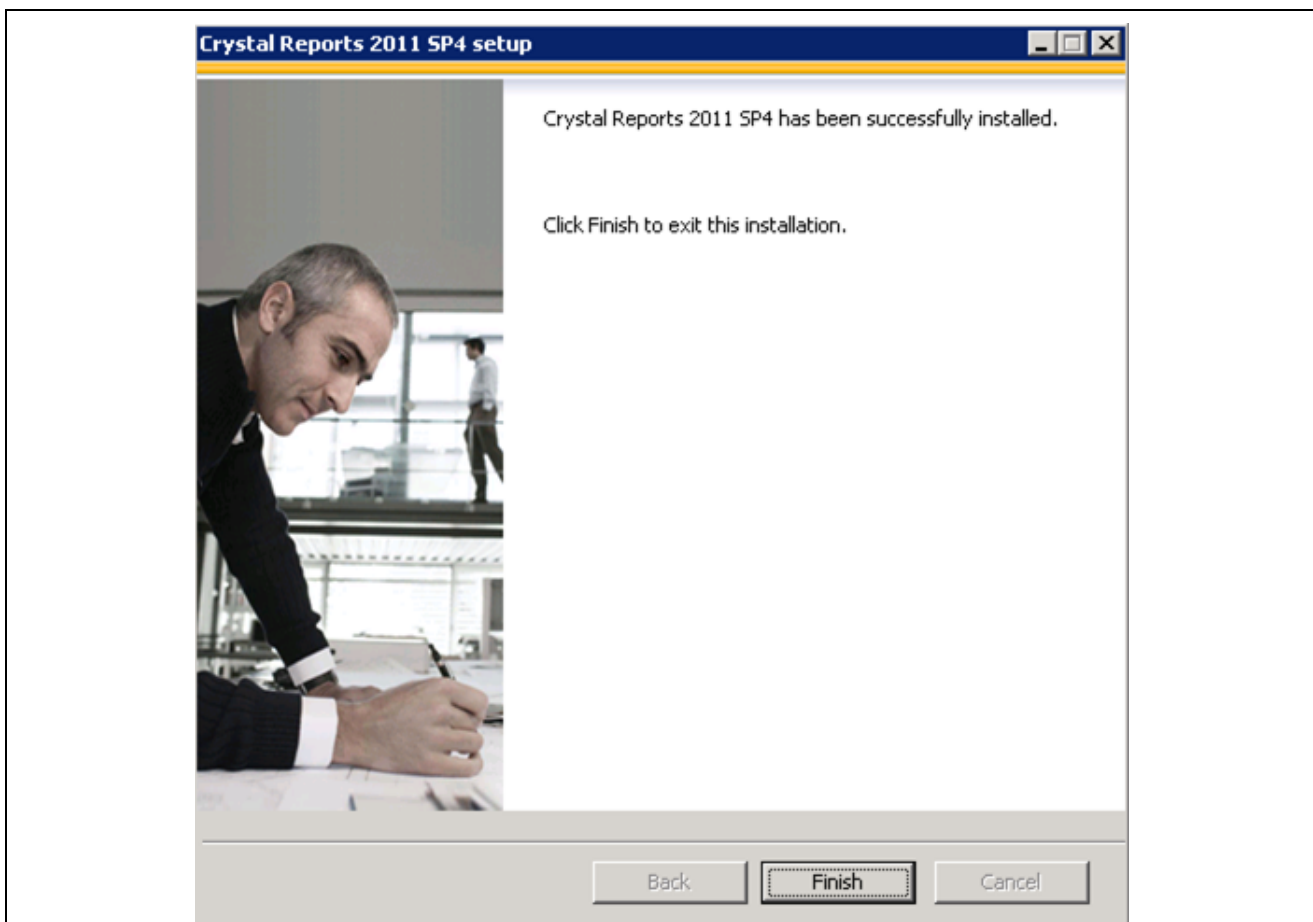 Crystal Reports 2011 SP4 setup
Crystal Reports 2011 SP4 has been successfully installed.
Click Finish to exit this installation.
Back
Finish
Cancel